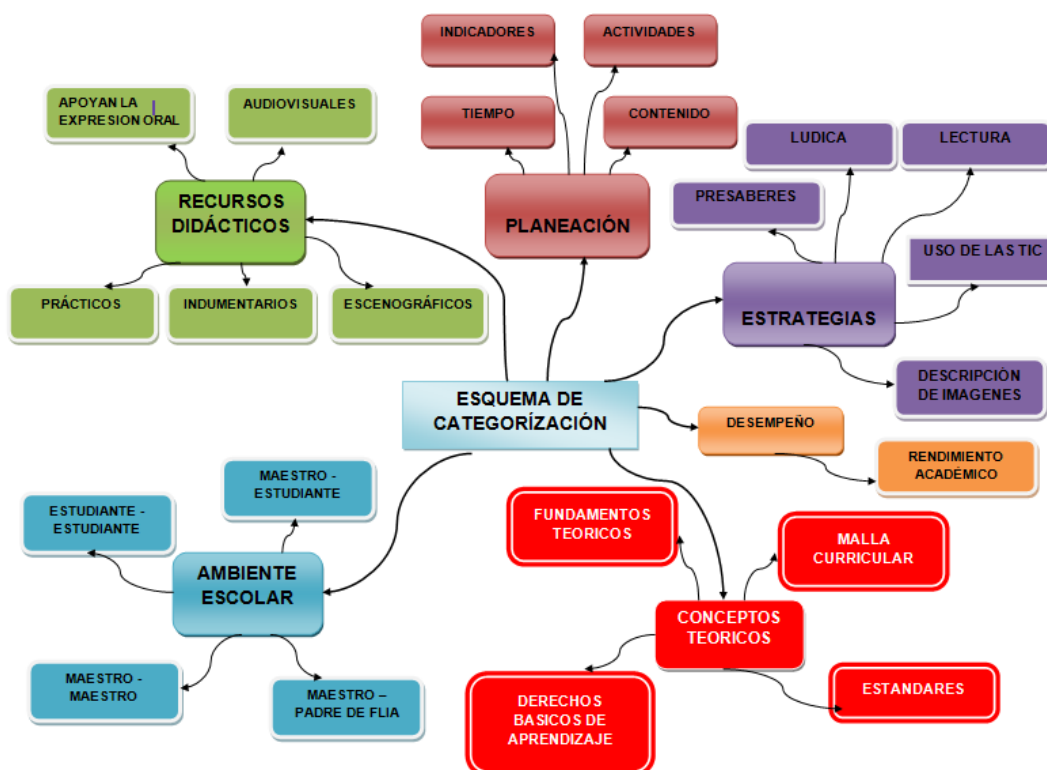 INDICADORES
ACTIVIDADES
APOYAN LA
EXPRESION ORAL
AUDIOVISUALES
TIEMPO
CONTENIDO
LUDICA
LECTURA
RECURSOS
DIDÁCTICOS
PLANEACIÓN
PRESABERES
USO DE LAS TIC
PRÁCTICOS
INDUMENTARIOS
ESCENOGRÁFICOS
ESTRATEGIAS
DESCRIPCIÓN
DE IMAGENES
ESQUEMA DE
CATEGORÍZACIÓN
DESEMPEÑO
RENDIMIENTO
ACADÉMICO
MAESTRO -
ESTUDIANTE
ESTUDIANTE -
ESTUDIANTE
FUNDAMENTOS
TEORICOS
MALLA
CURRICULAR
AMBIENTE
ESCOLAR
CONCEPTOS
TEORICOS
MAESTRO -
MAESTRO
MAESTRO –
PADRE DE FLIA
DERECHOS
BASICOS DE
APRENDIZAJE
ESTANDARES